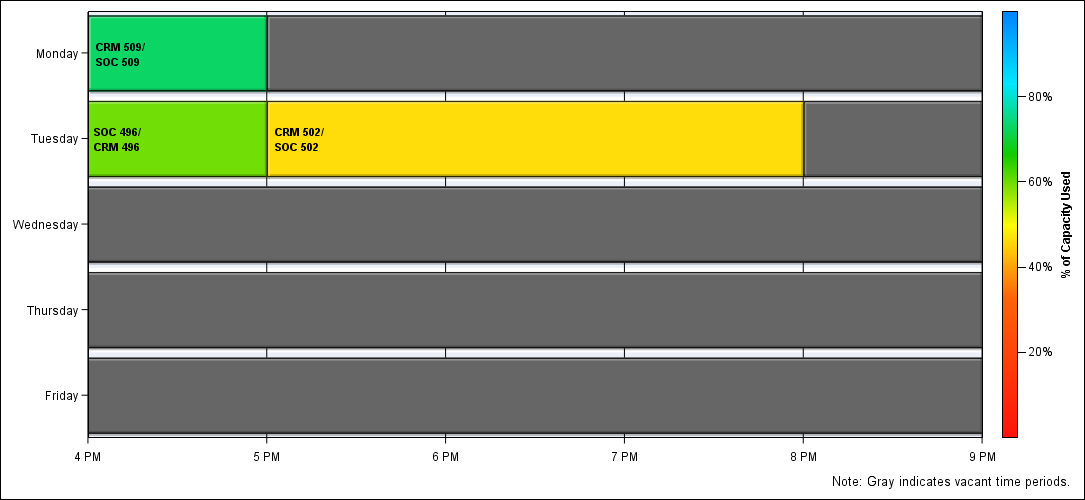 Monday
CRM 509/
SOC 509
Tuesday
SOC 496/
CRM 496
CRM 502/
SOC 502
Wednesday
Thursday
Friday
4 PM
5 PM
6 PM
7 PM
8 PM
9 PM
80%
60%
40%
20%
% of Capacity Used
Note: Gray indicates vacant time periods.